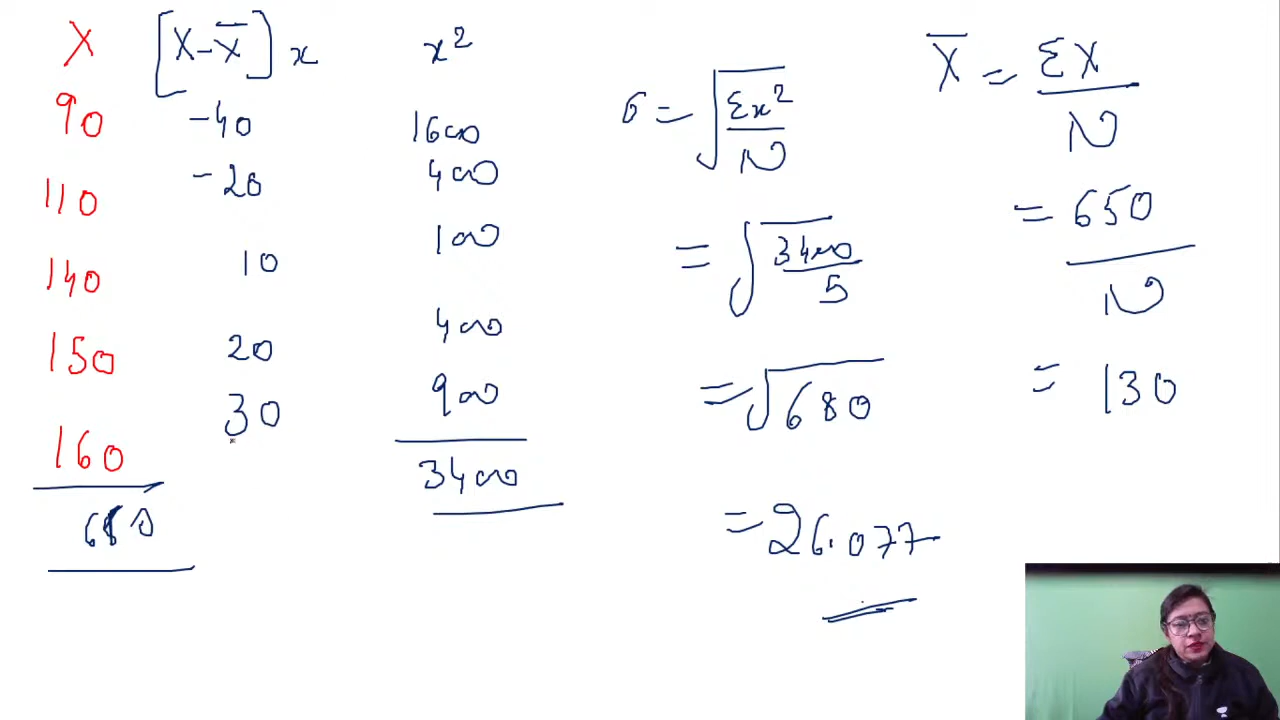 X [X-X̄] x x²
90 -40 1600
110 -20 400
140 10 100
150 20 400
160 30 900
3400
σ = √Σx²/N
= √3400/5
= √680
= 26.077
X̄ = ΣX/N
= 650/N
= 130